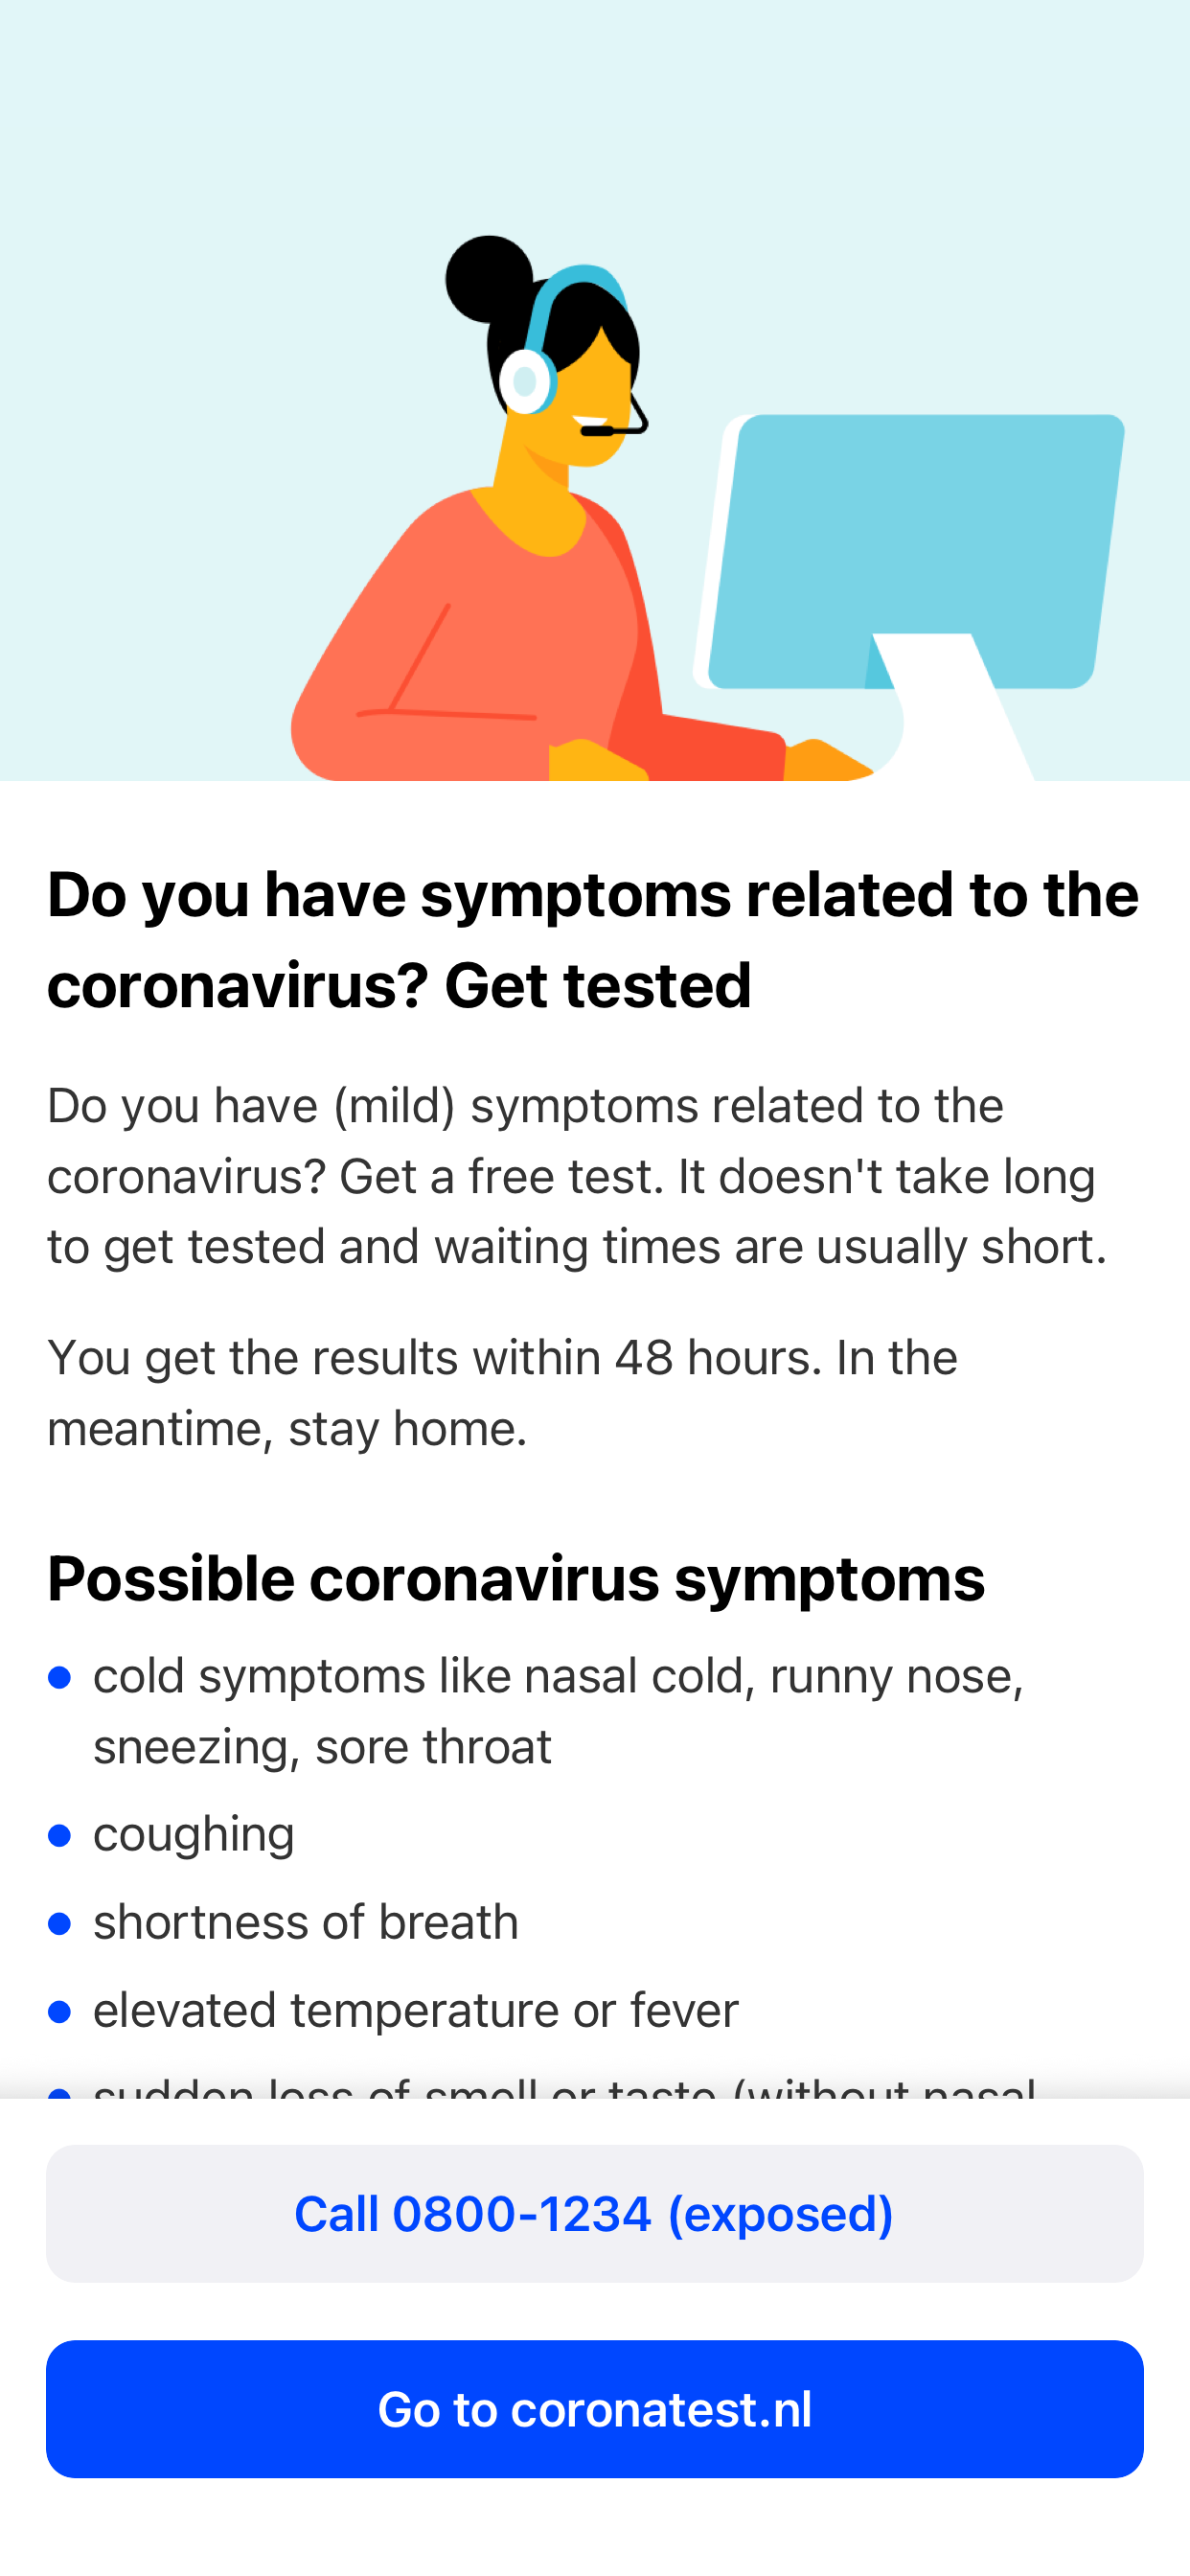 Do you have symptoms related to the
coronavirus? Get tested
Do you have (mild) symptoms related to the
coronavirus? Get a free test. It doesn't take long
to get tested and waiting times are usually short.
You get the results within 48 hours. In the
meantime, stay home.
Possible coronavirus symptoms
cold symptoms like nasal cold, runny nose,
sneezing, sore throat
coughing
shortness of breath
elevated temperature or fever
sudden loss of smell or taste (without nasal
Call 0800-1234 (exposed)
Go to coronatest.nl